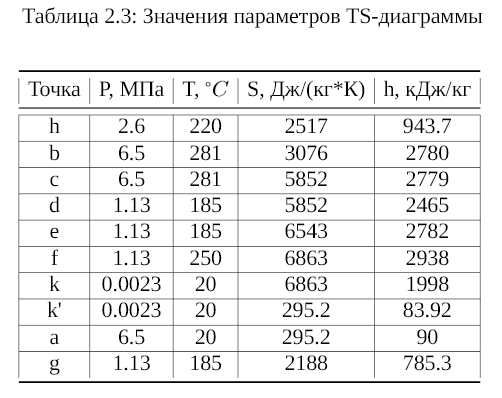 Таблица 2.3: Значения параметров TS-диаграммы
Точка P, МПа T, °C S, Дж/(кг*К) h, кДж/кг
h 2.6 220 2517 943.7
b 6.5 281 3076 2780
c 6.5 281 5852 2779
d 1.13 185 5852 2465
e 1.13 185 6543 2782
f 1.13 250 6863 2938
k 0.0023 20 6863 1998
k' 0.0023 20 295.2 83.92
a 6.5 20 295.2 90
g 1.13 185 2188 785.3